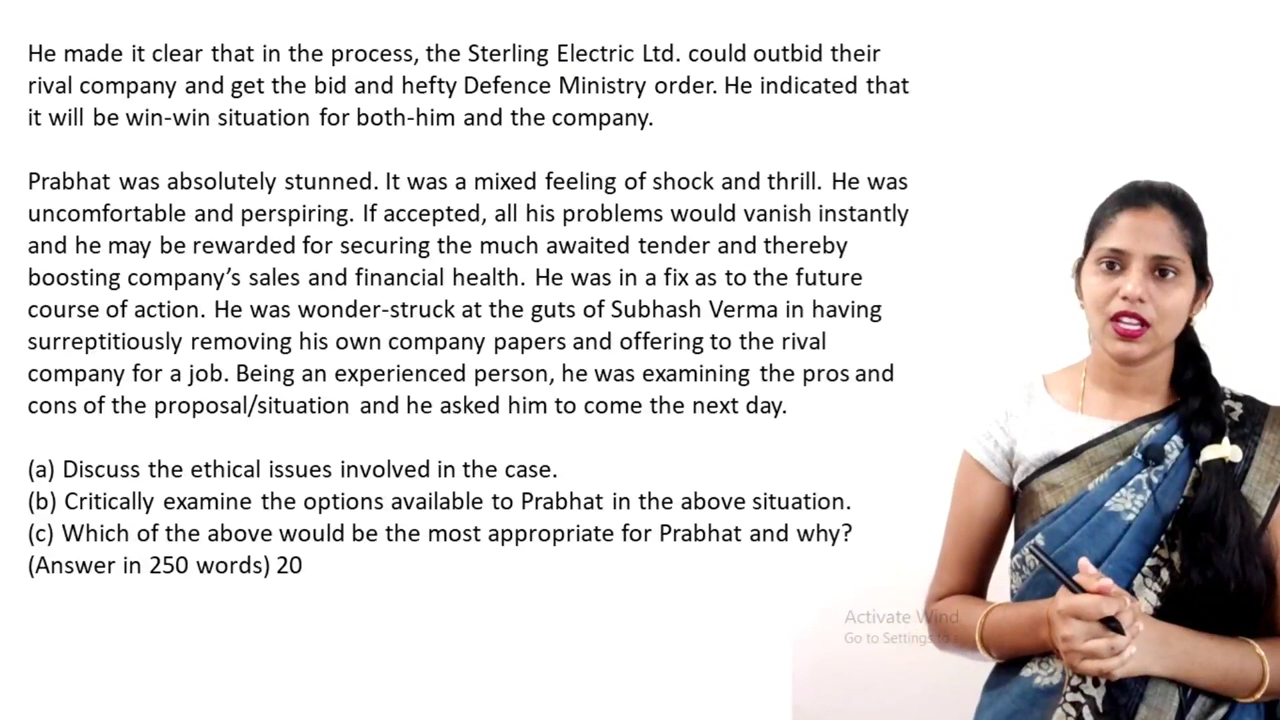 He made it clear that in the process, the Sterling Electric Ltd. could outbid their
rival company and get the bid and hefty Defence Ministry order. He indicated that
it will be win-win situation for both-him and the company.
Prabhat was absolutely stunned. It was a mixed feeling of shock and thrill. He was
uncomfortable and perspiring. If accepted, all his problems would vanish instantly
and he may be rewarded for securing the much awaited tender and thereby
boosting company's sales and financial health. He was in a fix as to the future
course of action. He was wonder-struck at the guts of Subhash Verma in having
surreptitiously removing his own company papers and offering to the rival
company for a job. Being an experienced person, he was examining the pros and
cons of the proposal/situation and he asked him to come the next day.
(a) Discuss the ethical issues involved in the case.
(b) Critically examine the options available to Prabhat in the above situation.
(c) Which of the above would be the most appropriate for Prabhat and why?
(Answer in 250 words) 20
Activate Wind
Go to Settings to